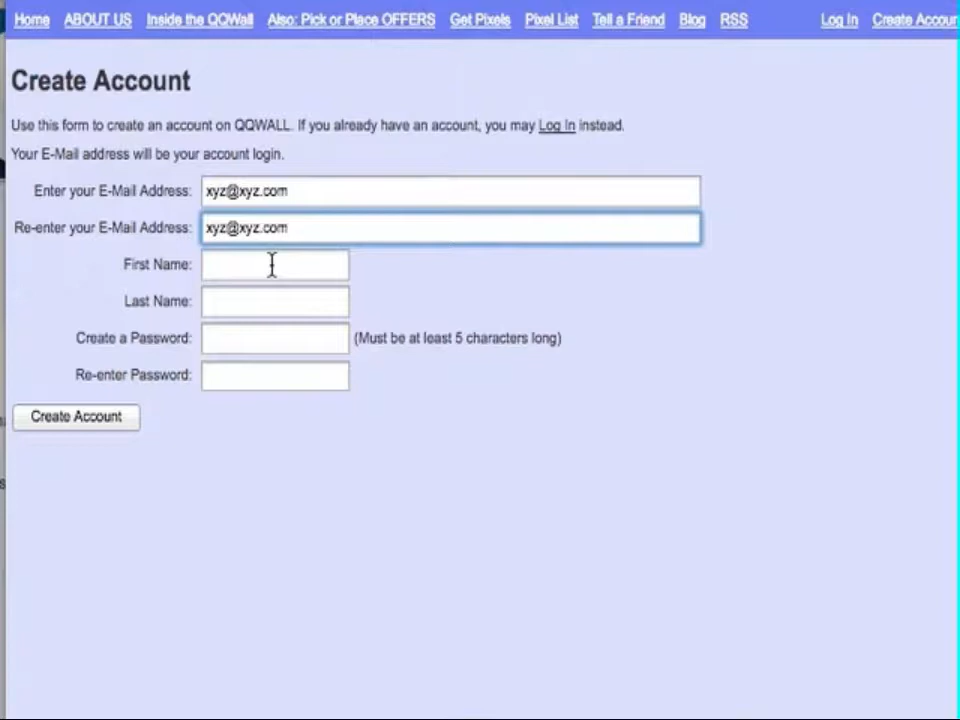 Home ABOUT US Inside the QQWall Also: Pick or Place OFFERS Get Pixels Pixel List Tell a Friend Blog RSS Log In Create Accoun
Create Account
Use this form to create an account on QQWALL. If you already have an account, you may Log In instead.
Your E-Mail address will be your account login.
Enter your E-Mail Address: xyz@xyz.com
Re-enter your E-Mail Address: xyz@xyz.com
First Name:
Last Name:
Create a Password: (Must be at least 5 characters long)
Re-enter Password:
Create Account